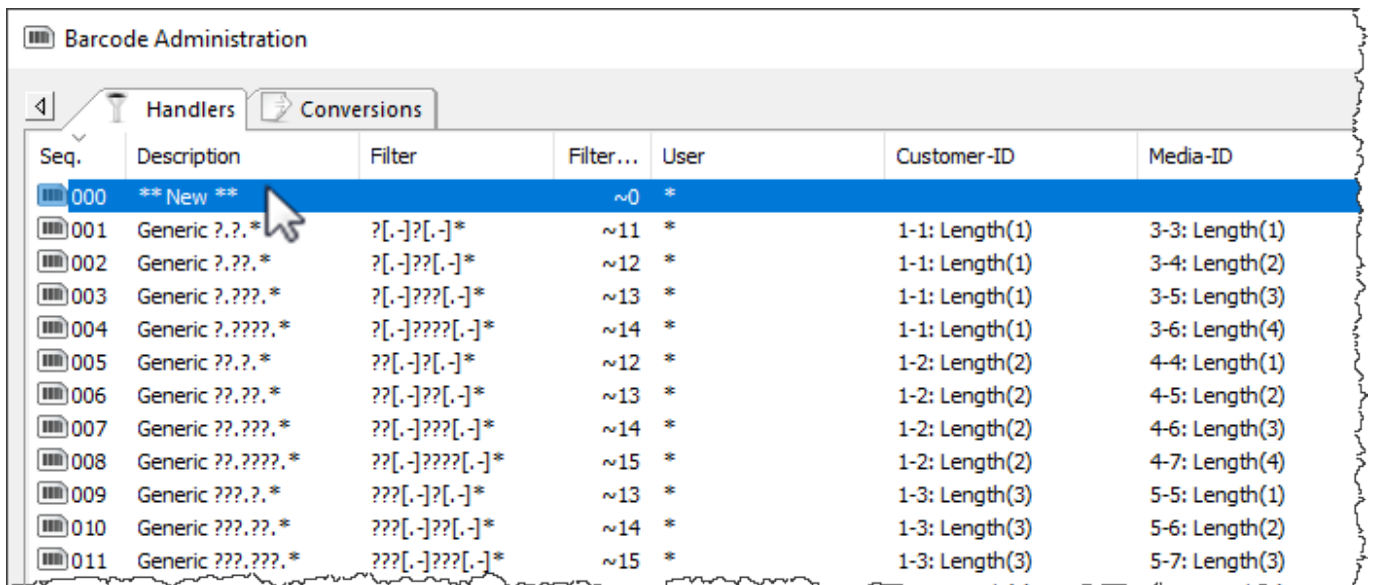 Barcode Administration
Handlers Conversions
Seq. Description Filter Filter... User Customer-ID Media-ID
000 ** New ** ~0 *
001 Generic ?.?.* ?[.-]?[.-]* ~11 * 1-1: Length(1) 3-3: Length(1)
002 Generic ?.??.* ?[.-]??[.-]* ~12 * 1-1: Length(1) 3-4: Length(2)
003 Generic ?.???.* ?[.-]???[.-]* ~13 * 1-1: Length(1) 3-5: Length(3)
004 Generic ?.????.* ?[.-]????[.-]* ~14 * 1-1: Length(1) 3-6: Length(4)
005 Generic ??.?.* ??[.-]?[.-]* ~12 * 1-2: Length(2) 4-4: Length(1)
006 Generic ??.??.* ??[.-]??[.-]* ~13 * 1-2: Length(2) 4-5: Length(2)
007 Generic ??.???.* ??[.-]???[.-]* ~14 * 1-2: Length(2) 4-6: Length(3)
008 Generic ??.????.* ??[.-]????[.-]* ~15 * 1-2: Length(2) 4-7: Length(4)
009 Generic ???.?.* ???[.-]?[.-]* ~13 * 1-3: Length(3) 5-5: Length(1)
010 Generic ???.??.* ???[.-]??[.-]* ~14 * 1-3: Length(3) 5-6: Length(2)
011 Generic ???.???.* ???[.-]???[.-]* ~15 * 1-3: Length(3) 5-7: Length(3)